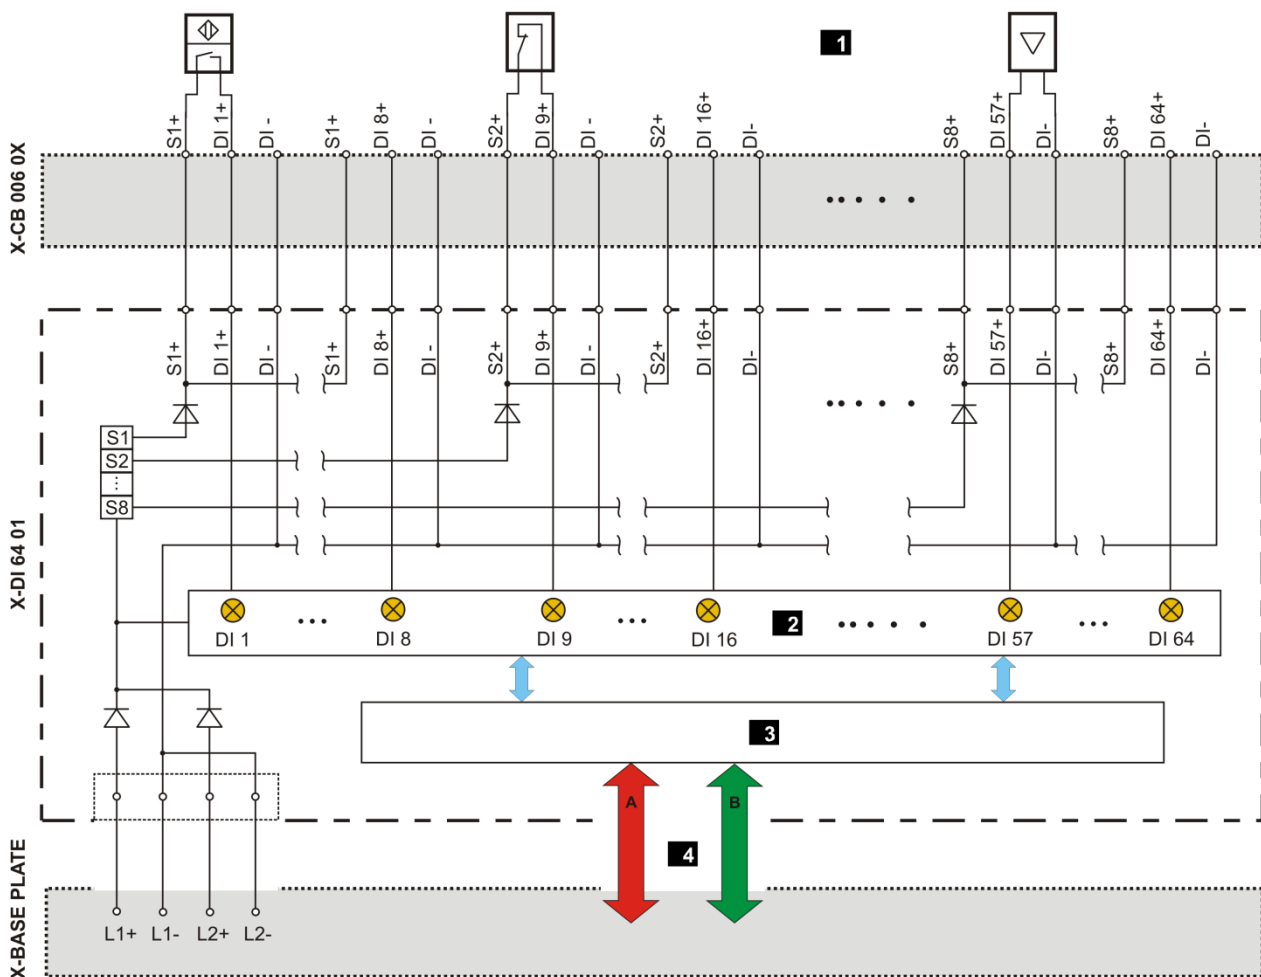 1
S1+ DI 1+ DI - S1+ DI 8+ DI - S2+ DI 9+ DI - S2+ DI 16+ DI- S8+ DI 57+ DI- S8+ DI 64+ DI-
X-CB 006 0X
S1+ DI 1+ DI - S1+ DI 8+ DI - S2+ DI 9+ DI - S2+ DI 16+ DI- S8+ DI 57+ DI- S8+ DI 64+ DI-
S1
S2
S8
X-DI 64 01
2
DI 1 DI 8 DI 9 DI 16 DI 57 DI 64
3
A B
4
X-BASE PLATE
L1+ L1- L2+ L2-